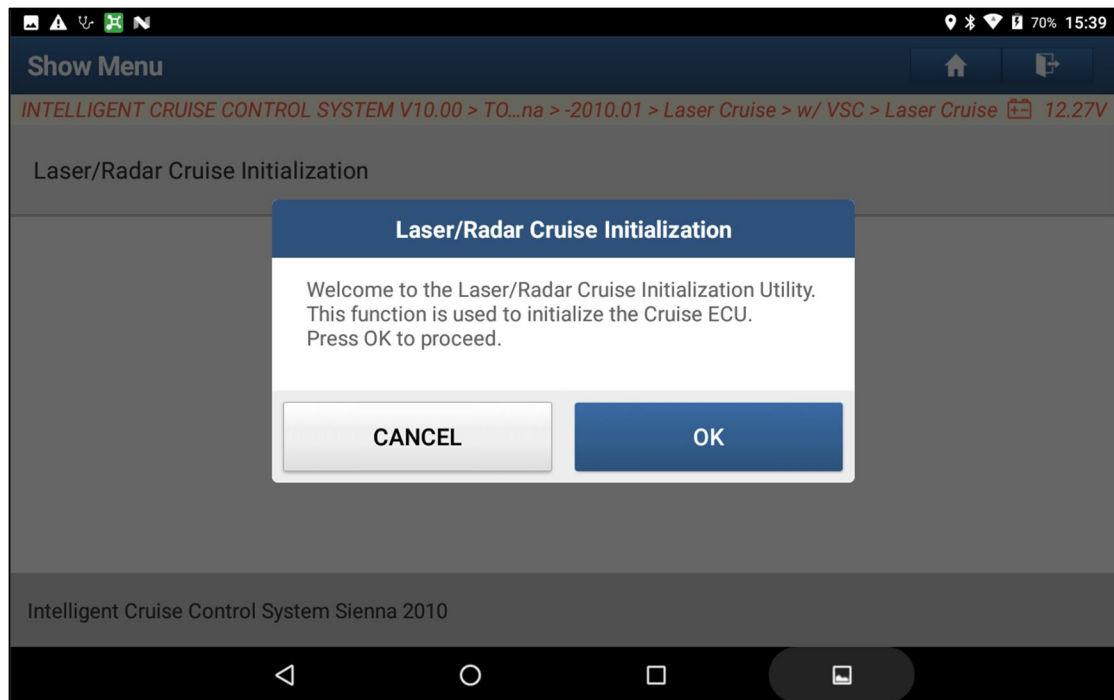 70% 15:39
Show Menu
INTELLIGENT CRUISE CONTROL SYSTEM V10.00 > TO...na > -2010.01 > Laser Cruise > w/ VSC > Laser Cruise 12.27V
Laser/Radar Cruise Initialization
Laser/Radar Cruise Initialization
Welcome to the Laser/Radar Cruise Initialization Utility.
This function is used to initialize the Cruise ECU.
Press OK to proceed.
CANCEL OK
Intelligent Cruise Control System Sienna 2010